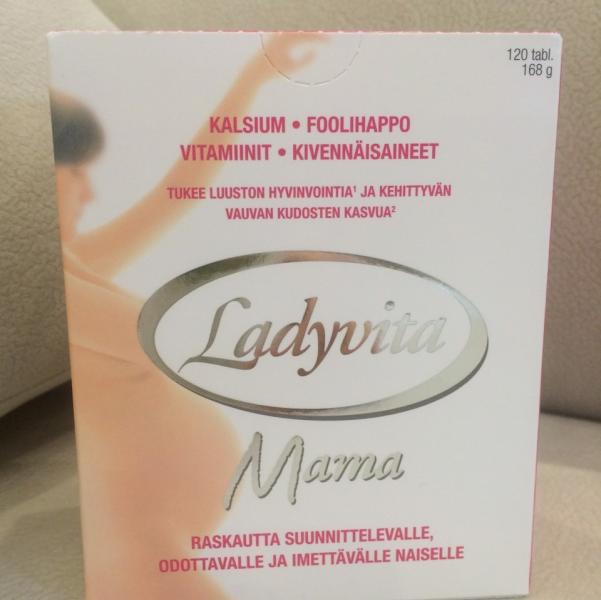 120 tabl.
168 g
KALSIUM • FOOLIHAPPO
VITAMIINIT • KIVENNÄISAINEET
TUKEE LUUSTON HYVINVOINTIA¹ JA KEHITTYVÄN
VAUVAN KUDOSTEN KASVUA²
Ladyvita
Mama
RASKAUTTA SUUNNITTELEVALLE,
ODOTTAVALLE JA IMETTÄVÄLLE NAISELLE